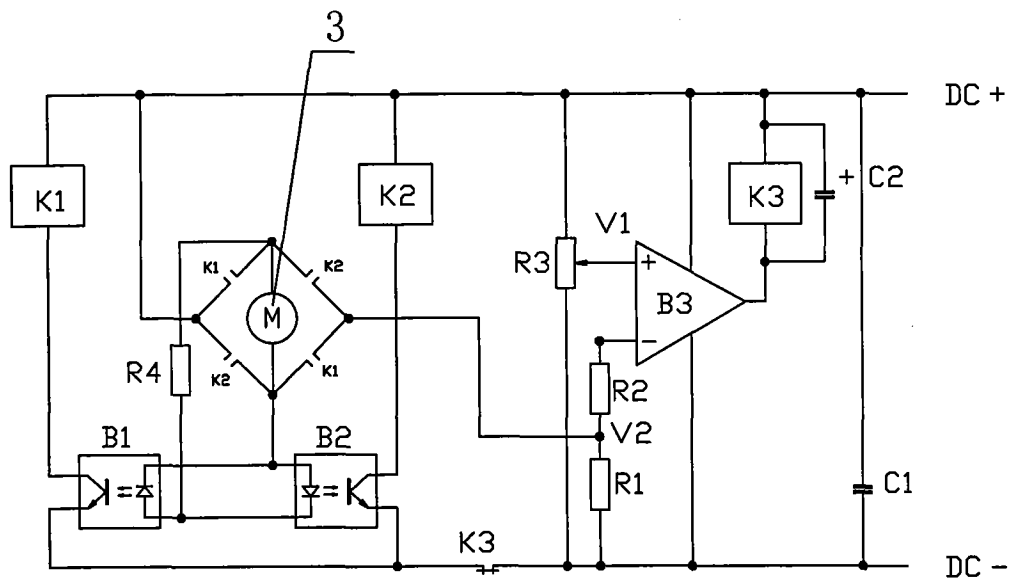 3
DC +
K1
K2
K3
+ C2
V1
K1
K2
R3
+
M
B3
−
R4
K2
K1
R2
B1
B2
V2
R1
C1
K3
DC −